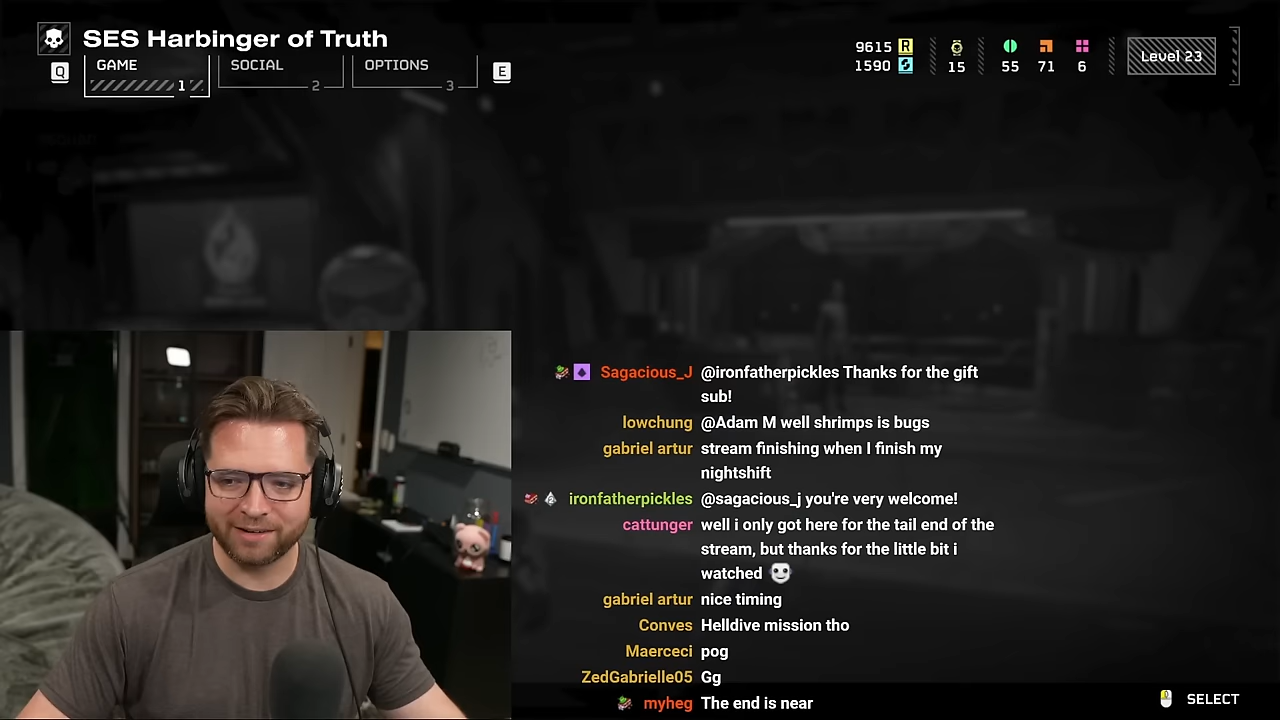 SES Harbinger of Truth
Q
GAME
1
SOCIAL
2
OPTIONS
3
E
9615 R
1590 S
15
55
71
6
Level 23
Sagacious_J @ironfatherpickles Thanks for the gift
sub!
lowchung @Adam M well shrimps is bugs
gabriel artur stream finishing when I finish my
nightshift
ironfatherpickles @sagacious_j you're very welcome!
cattunger well i only got here for the tail end of the
stream, but thanks for the little bit i
watched
gabriel artur nice timing
Conves Helldive mission tho
Maerceci pog
ZedGabrielle05 Gg
myheg The end is near
SELECT